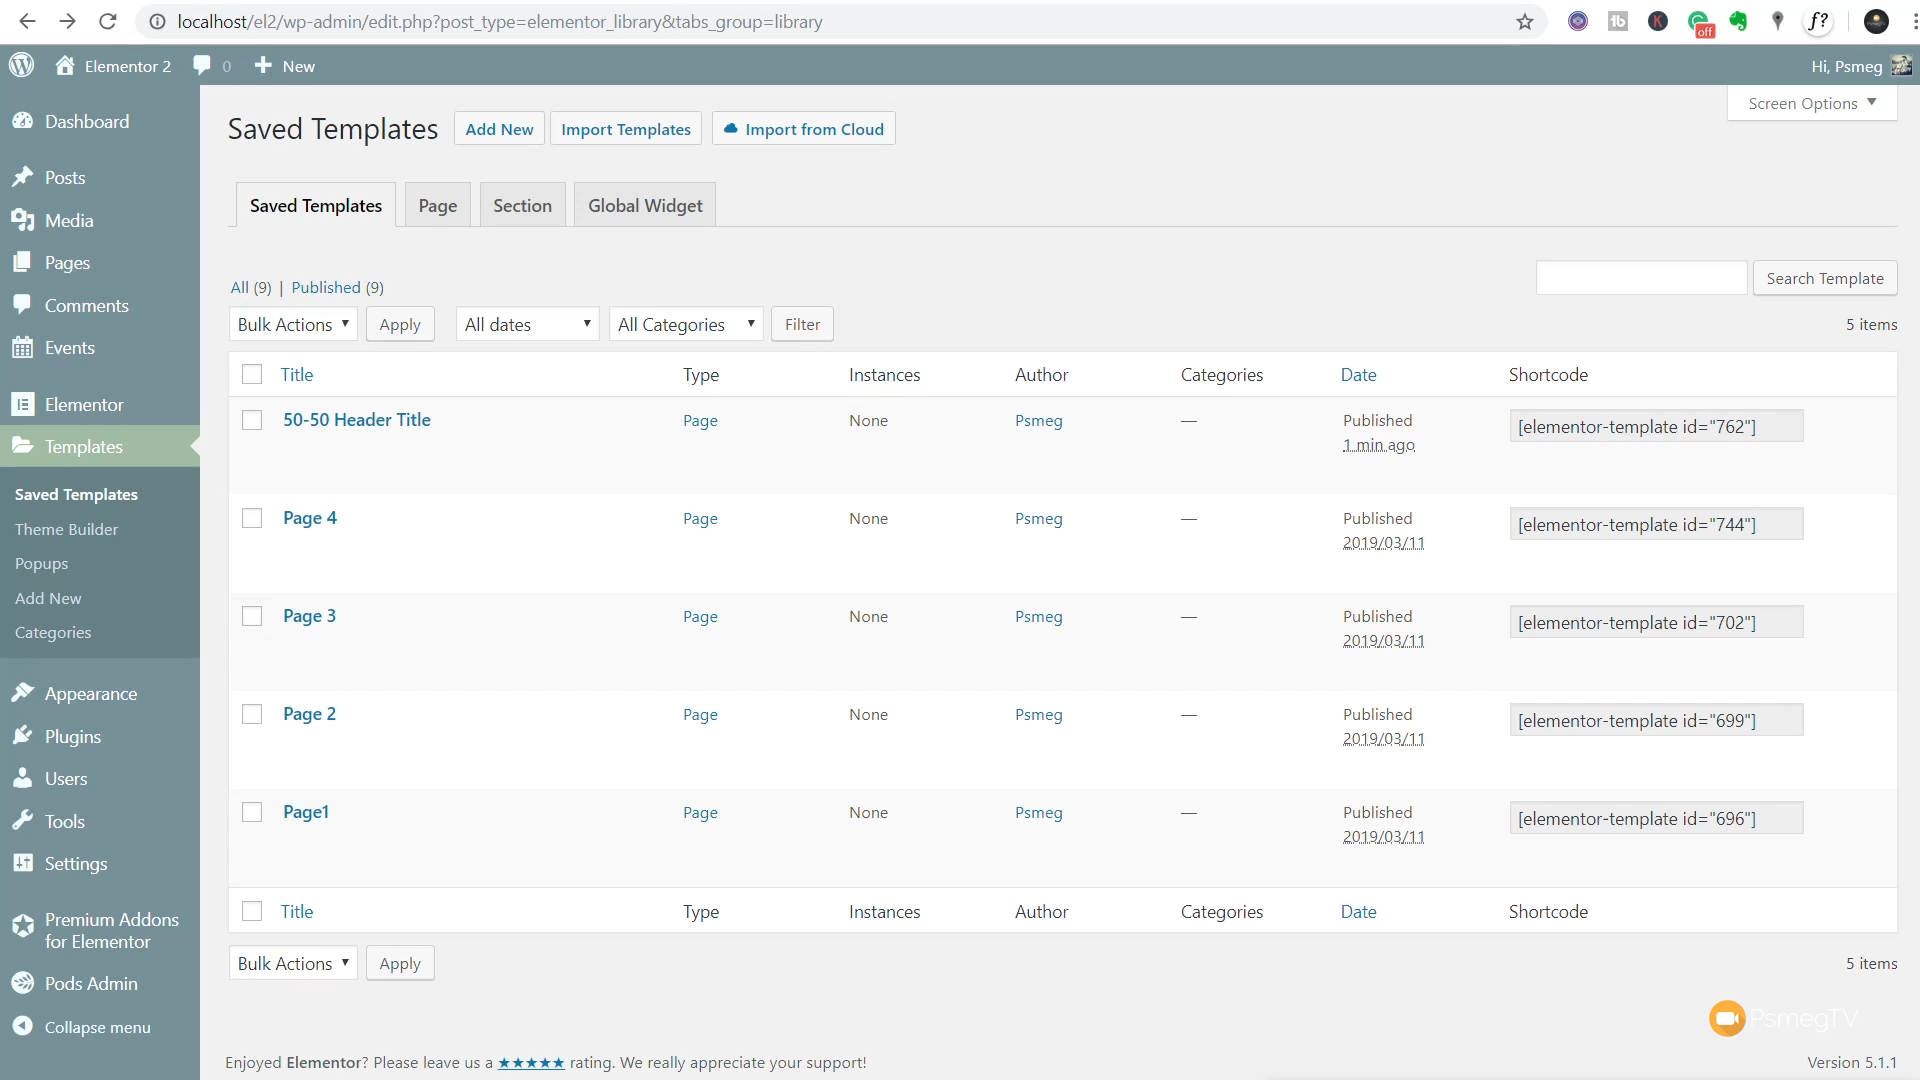 localhost/el2/wp-admin/edit.php?post_type=elementor_library&tabs_group=library
off
f?
Elementor 2
0
New
Hi, Psmeg
Screen Options
Dashboard
Posts
Media
Pages
Comments
Events
Elementor
Templates
Saved Templates
Theme Builder
Popups
Add New
Categories
Appearance
Plugins
Users
Tools
Settings
Premium Addons
for Elementor
Pods Admin
Collapse menu
Saved Templates
Add New
Import Templates
Import from Cloud
Saved Templates
Page
Section
Global Widget
All (9) | Published (9)
Search Template
Bulk Actions
Apply
All dates
All Categories
Filter
5 items
Title Type Instances Author Categories Date Shortcode
50-50 Header Title Page None Psmeg — Published [elementor-template id="762"]
1 min ago
Page 4 Page None Psmeg — Published [elementor-template id="744"]
2019/03/11
Page 3 Page None Psmeg — Published [elementor-template id="702"]
2019/03/11
Page 2 Page None Psmeg — Published [elementor-template id="699"]
2019/03/11
Page1 Page None Psmeg — Published [elementor-template id="696"]
2019/03/11
Title Type Instances Author Categories Date Shortcode
Bulk Actions
Apply
5 items
PsmegTV
Enjoyed Elementor? Please leave us a ★★★★★ rating. We really appreciate your support!
Version 5.1.1